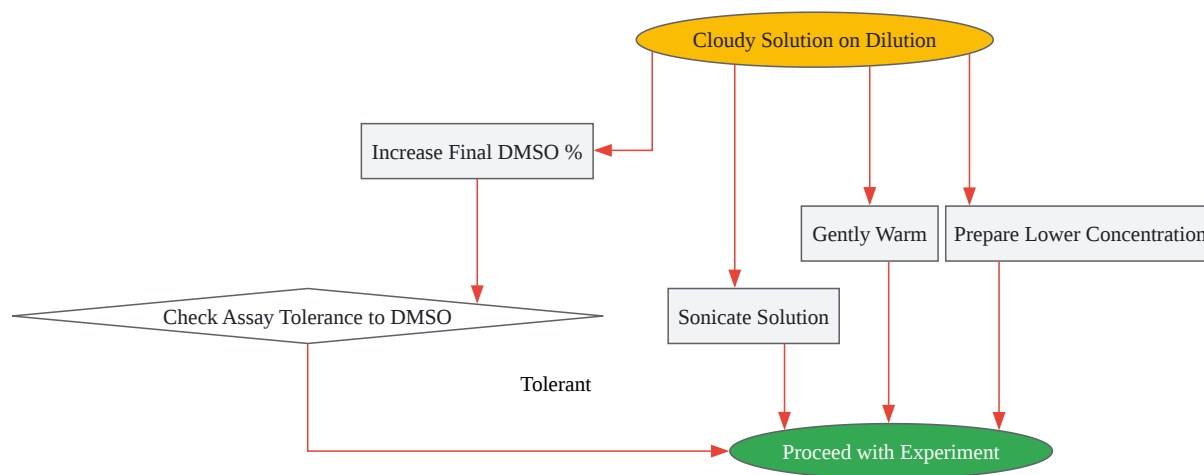 Cloudy Solution on Dilution
Increase Final DMSO %
Gently Warm
Prepare Lower Concentration
Check Assay Tolerance to DMSO
Sonicate Solution
Tolerant
Proceed with Experiment